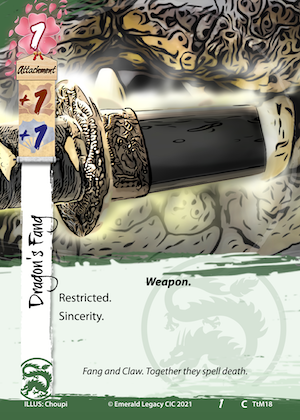 1
Attachment
+1
+1
Dragon's Fang
Weapon.
Restricted.
Sincerity.
Fang and Claw. Together they spell death.
ILLUS: Choupi
© Emerald Legacy CIC 2021
1
C
TtM18